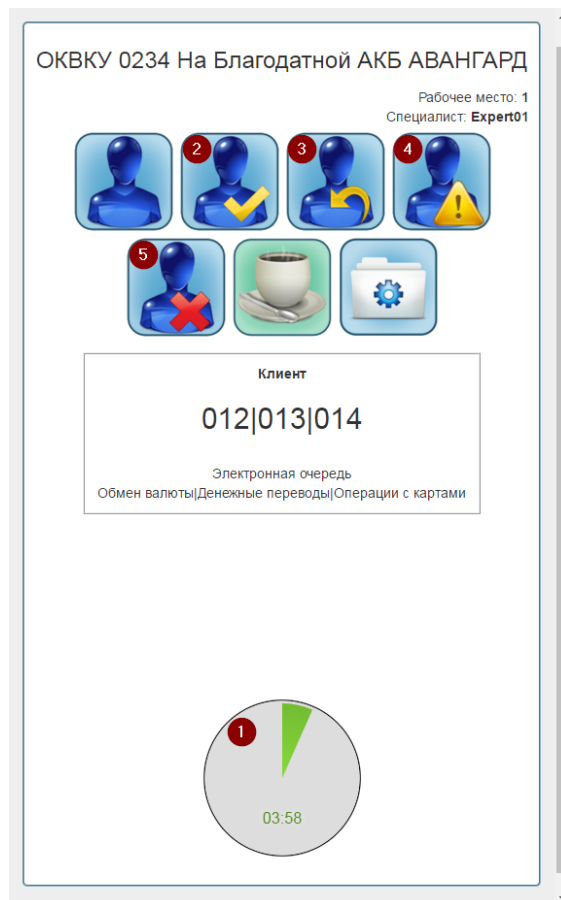 ОКВКУ 0234 На Благодатной АКБ АВАНГАРД
Рабочее место: 1
Специалист: Expert01
2
3
4
5
Клиент
012|013|014
Электронная очередь
Обмен валюты|Денежные переводы|Операции с картами
1
03:58